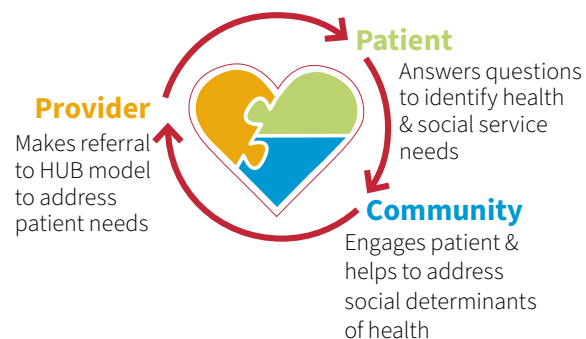 Patient
Answers questions
to identify health
& social service
needs
Provider
Makes referral
to HUB model
to address
patient needs
Community
Engages patient &
helps to address
social determinants
of health